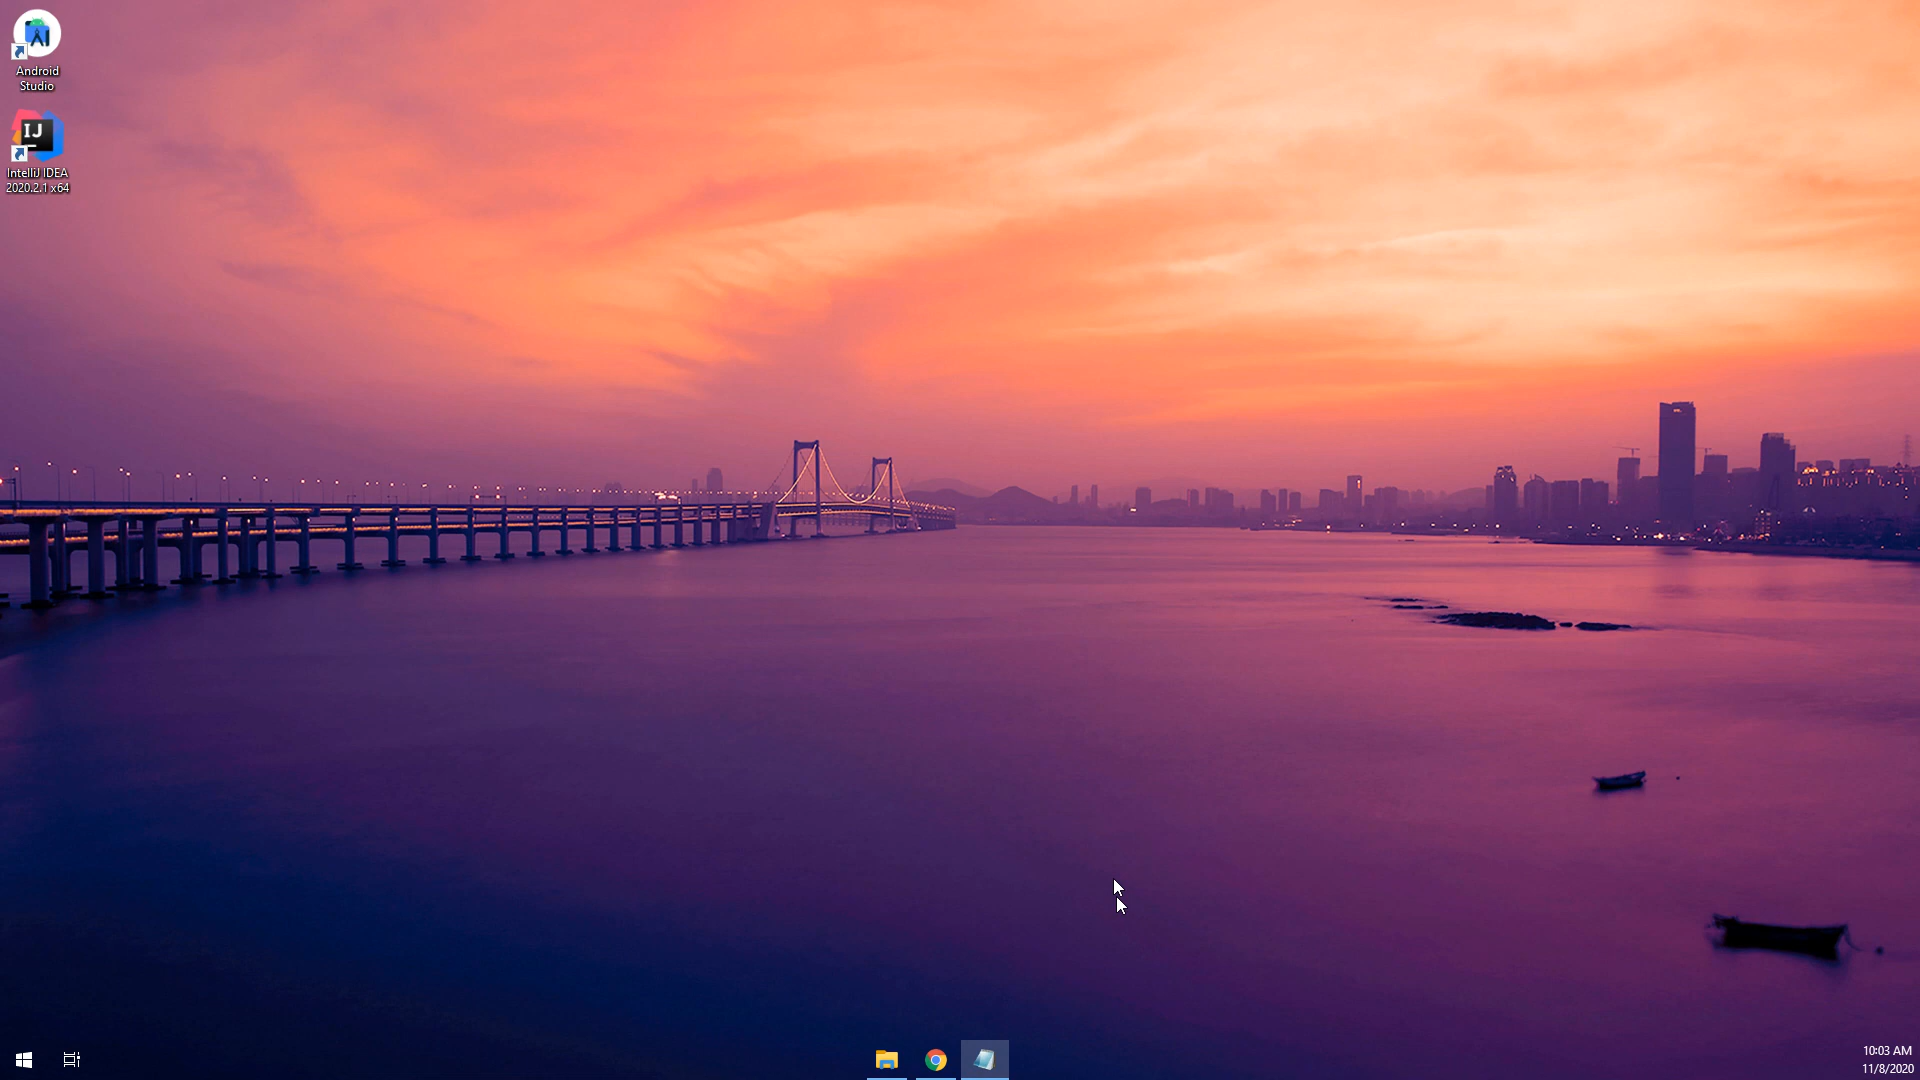 Android
Studio
IJ
IntelliJ IDEA
2020.2.1 x64
10:03 AM
11/8/2020